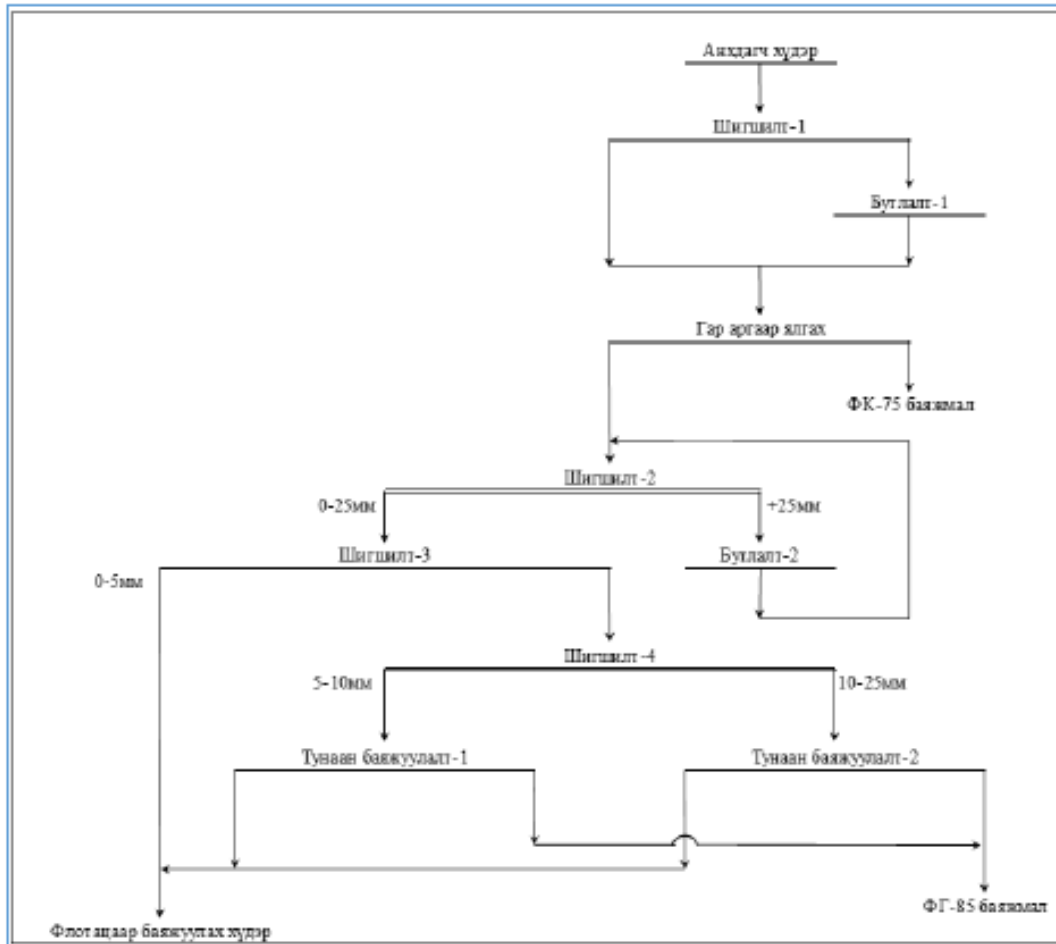 Анхдагч хүдэр
Шигшилт-1
Бутлалт-1
Гар аргаар ялгах
ФК-75 баяжмал
Шигшилт-2
0-25мм
+25мм
Шигшилт-3
Бутлалт-2
0-5мм
Шигшилт-4
5-10мм
10-25мм
Тунаан баяжуулалт-1
Тунаан баяжуулалт-2
ФГ-85 баяжмал
Флотацаар баяжуулах хүдэр